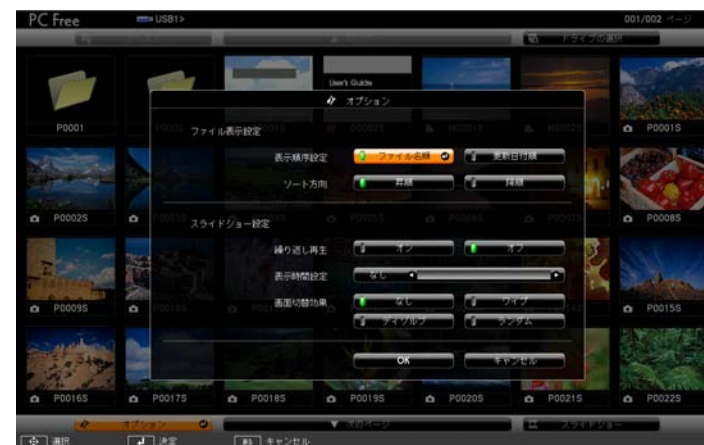 PC Free USB1> 001/002 ページ
ドライブの選択
User's Guide
オプション
P0001 P0001S
ファイル表示設定
表示順序設定 ファイル名順 更新日付順
ソート方向 昇順 降順
P0002S P0008S
スライドショー設定
繰り返し再生 オン オフ
表示時間設定 なし
画面切替効果 なし ワイプ
ディゾルブ ランダム
P0009S P0015S
OK キャンセル
P0016S P0017S P0018S P0019S P0020S P0021S P0022S
オプション 次のページ スライドショー
選択 決定 Esc キャンセル